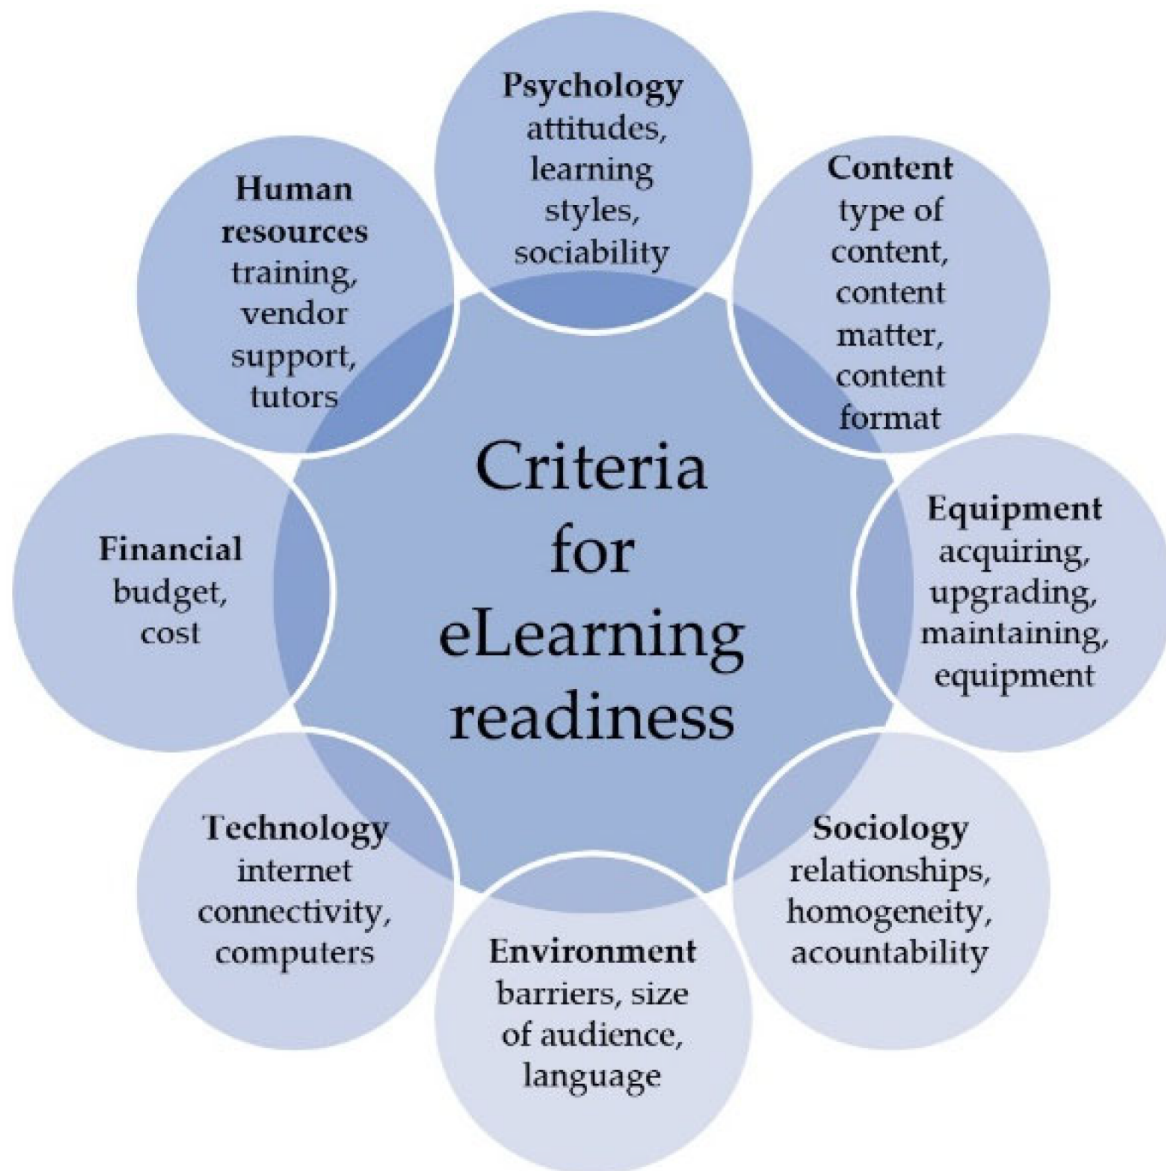 Psychology
attitudes,
learning
styles,
sociability
Content
type of
content,
content
matter,
content
format
Equipment
acquiring,
upgrading,
maintaining,
equipment
Sociology
relationships,
homogeneity,
acountability
Environment
barriers, size
of audience,
language
Technology
internet
connectivity,
computers
Financial
budget,
cost
Human
resources
training,
vendor
support,
tutors
Criteria
for
eLearning
readiness